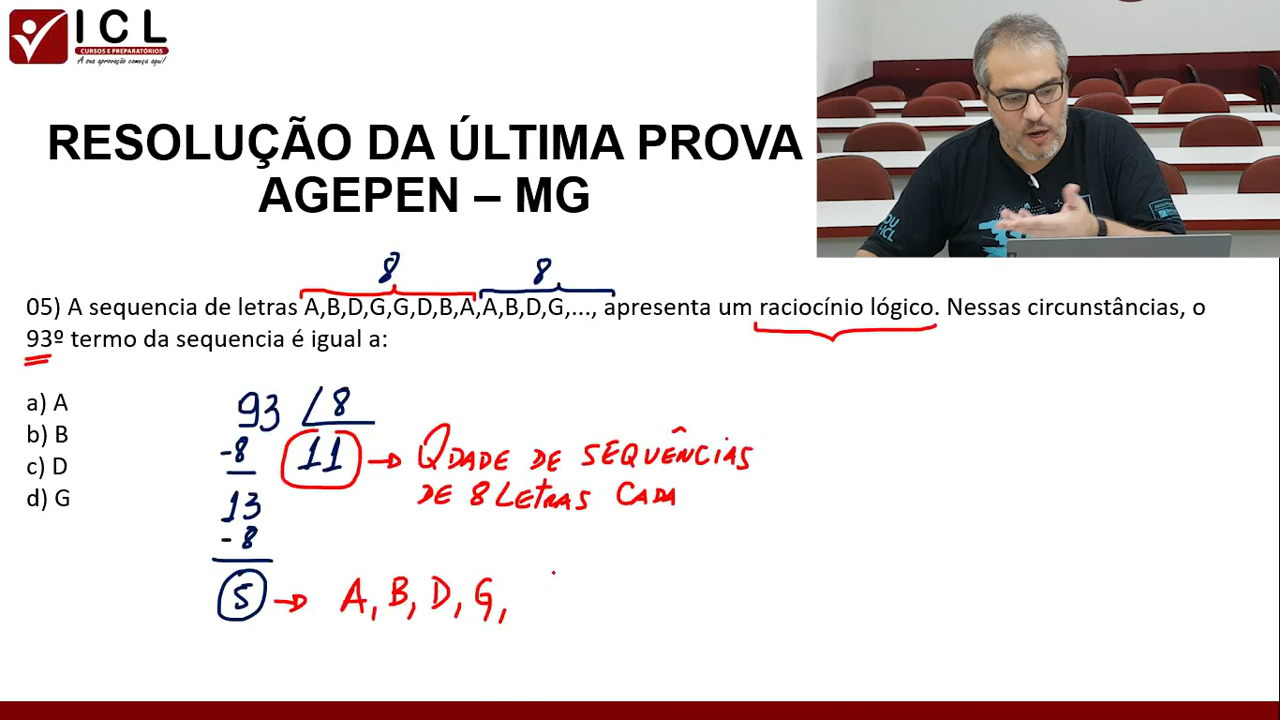 ICL
CURSOS E PREPARATÓRIOS
A sua aprovação começa aqui!
RESOLUÇÃO DA ÚLTIMA PROVA
AGEPEN – MG
8 8
05) A sequencia de letras A,B,D,G,G,D,B,A,A,B,D,G,..., apresenta um raciocínio lógico. Nessas circunstâncias, o
93º termo da sequencia é igual a:
a) A
b) B
c) D
d) G
93 8
-8 11 → QDADE DE SEQUÊNCIAS
DE 8 LETRAS CADA
13
-8
5 → A, B, D, G,